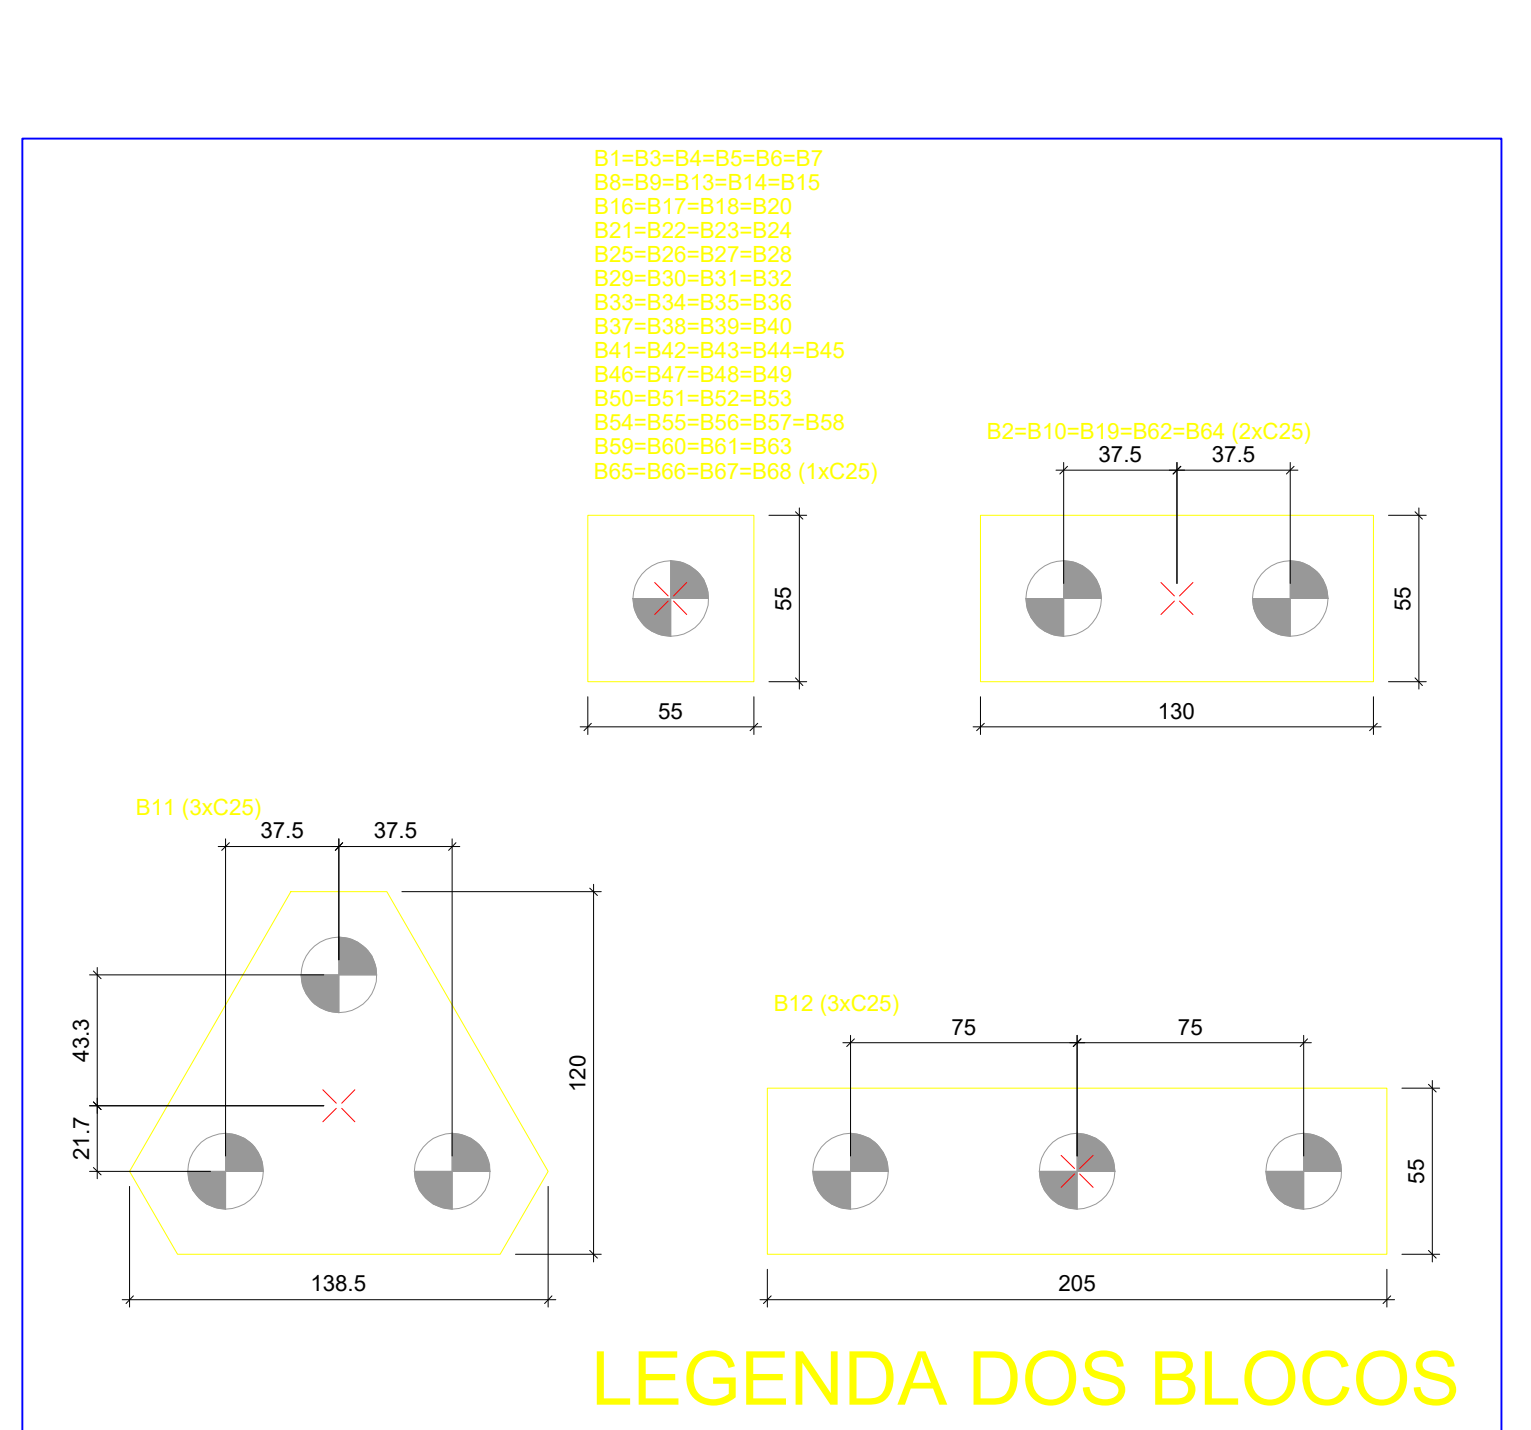 B1=B3=B4=B5=B6=B7
B8=B9=B13=B14=B15
B16=B17=B18=B20
B21=B22=B23=B24
B25=B26=B27=B28
B29=B30=B31=B32
B33=B34=B35=B36
B37=B38=B39=B40
B41=B42=B43=B44=B45
B46=B47=B48=B49
B50=B51=B52=B53
B54=B55=B56=B57=B58
B59=B60=B61=B63
B65=B66=B67=B68 (1xC25)
55
55
B2=B10=B19=B62=B64 (2xC25)
37.5
37.5
55
130
B11 (3xC25)
37.5
37.5
43.3
21.7
120
138.5
B12 (3xC25)
75
75
55
205
LEGENDA DOS BLOCOS